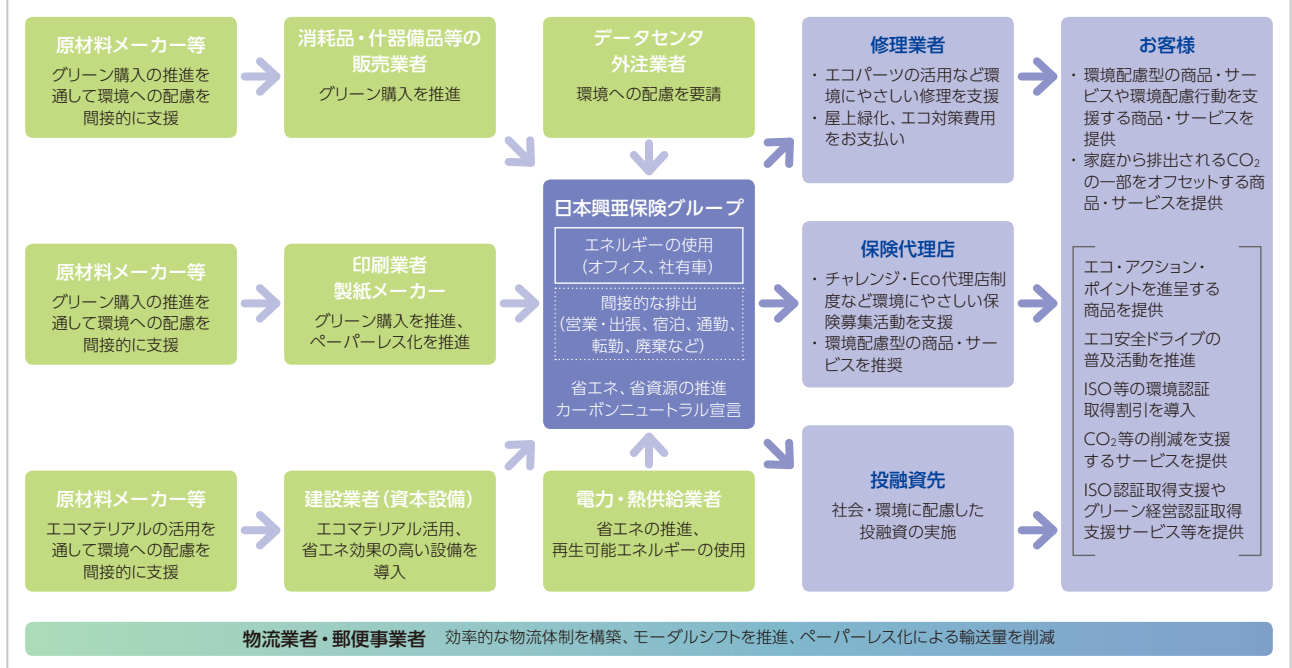 原材料メーカー等
グリーン購入の推進を
通して環境への配慮を
間接的に支援
消耗品・什器備品等の
販売業者
グリーン購入を推進
データセンタ
外注業者
環境への配慮を要請
修理業者
・エコパーツの活用など環
境にやさしい修理を支援
・屋上緑化、エコ対策費用
をお支払い
お客様
・環境配慮型の商品・サー
ビスや環境配慮行動を支
援する商品・サービスを
提供
・家庭から排出されるCO₂
の一部をオフセットする商
品・サービスを提供
原材料メーカー等
グリーン購入の推進を
通して環境への配慮を
間接的に支援
印刷業者
製紙メーカー
グリーン購入を推進、
ペーパーレス化を推進
日本興亜保険グループ
エネルギーの使用
(オフィス、社有車)
間接的な排出
(営業・出張、宿泊、通勤、
転勤、廃棄など)
省エネ、省資源の推進
カーボンニュートラル宣言
保険代理店
・チャレンジ・Eco代理店制
度など環境にやさしい保
険募集活動を支援
・環境配慮型の商品・サー
ビスを推奨
エコ・アクション・
ポイントを進呈する
商品を提供
エコ安全ドライブの
普及活動を推進
ISO等の環境認証
取得割引を導入
CO₂等の削減を支援
するサービスを提供
ISO認証取得支援や
グリーン経営認証取得
支援サービス等を提供
原材料メーカー等
エコマテリアルの活用を
通して環境への配慮を
間接的に支援
建設業者(資本設備)
エコマテリアル活用、
省エネ効果の高い設備を
導入
電力・熱供給業者
省エネの推進、
再生可能エネルギーの使用
投融資先
社会・環境に配慮した
投融資の実施
物流業者・郵便事業者 効率的な物流体制を構築、モーダルシフトを推進、ペーパーレス化による輸送量を削減